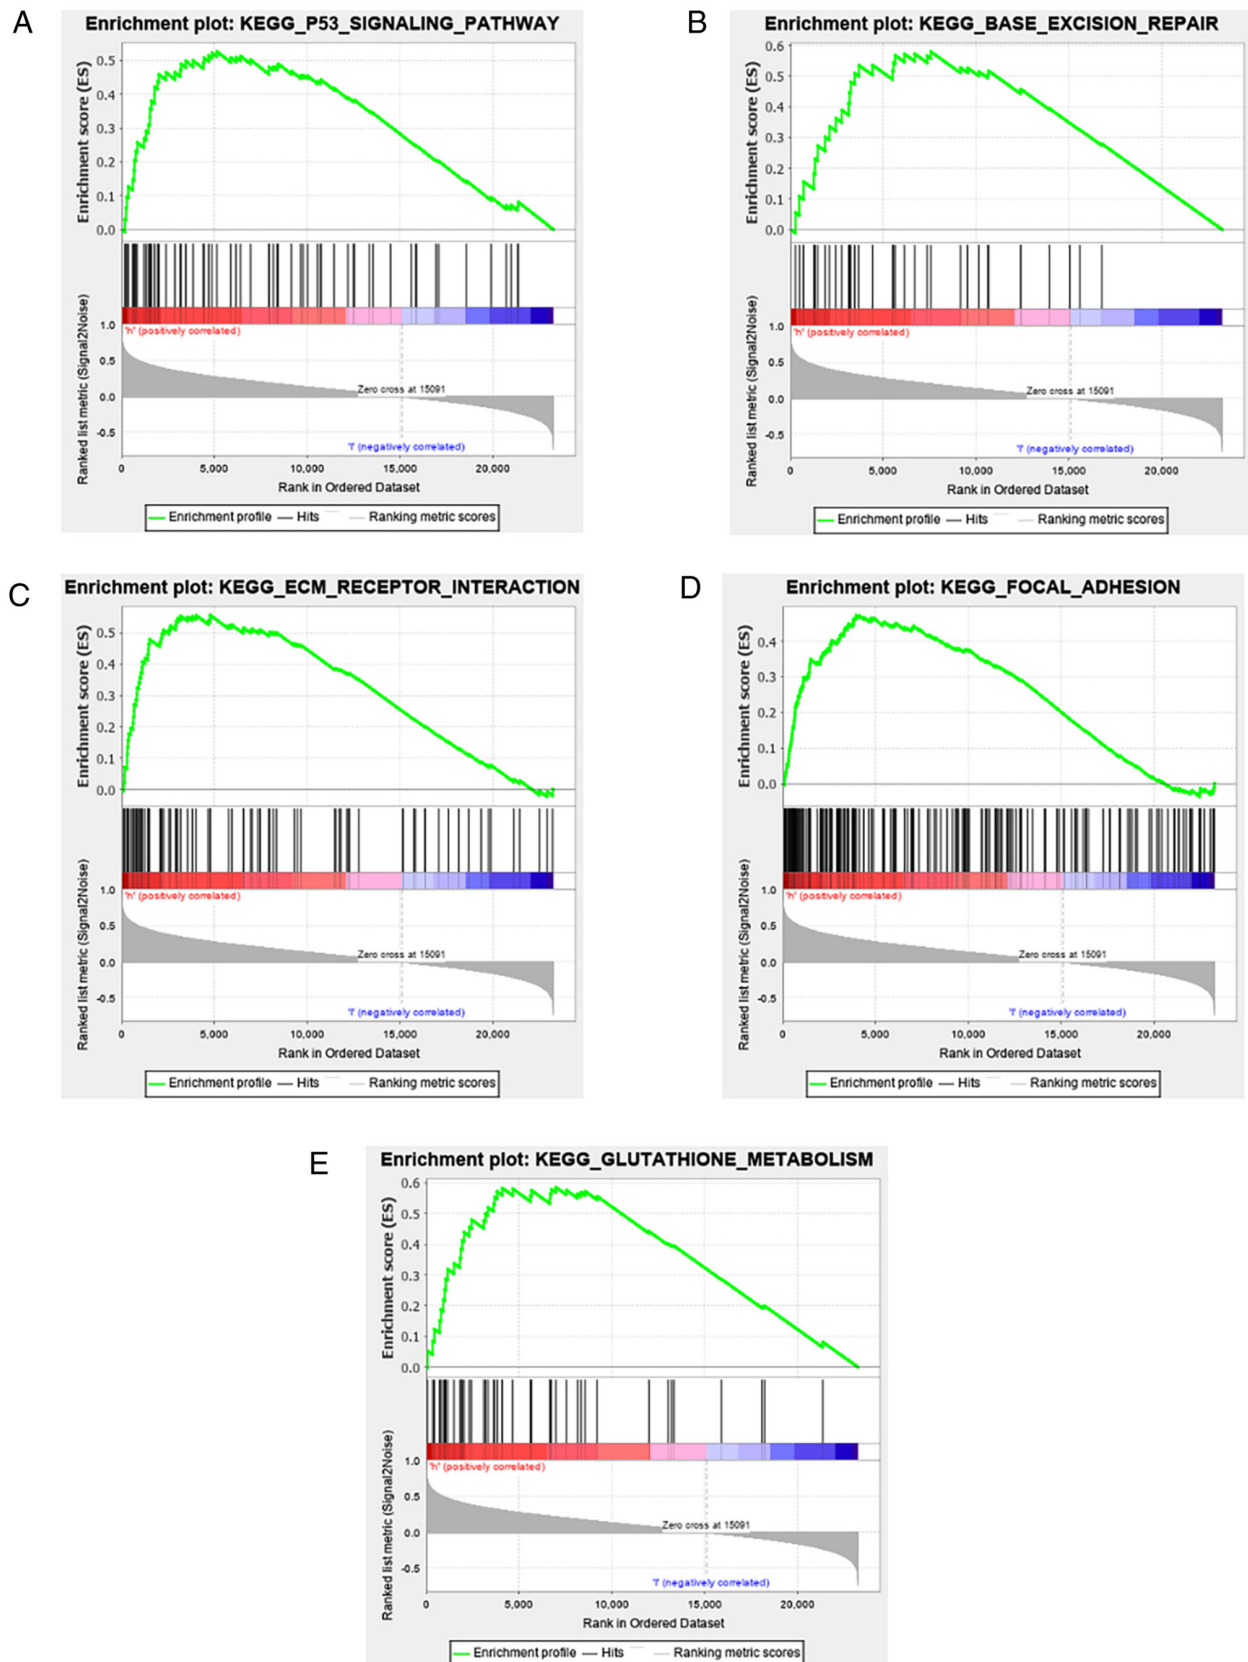 A
Enrichment plot: KEGG_P53_SIGNALING_PATHWAY
Enrichment score (ES)
0.5
0.4
0.3
0.2
0.1
0.0
'h' (positively correlated)
Ranked list metric (Signal2Noise)
1.0
0.5
0.0
-0.5
Zero cross at 15091
'l' (negatively correlated)
0 5,000 10,000 15,000 20,000
Rank in Ordered Dataset
Enrichment profile Hits Ranking metric scores
B
Enrichment plot: KEGG_BASE_EXCISION_REPAIR
Enrichment score (ES)
0.6
0.5
0.4
0.3
0.2
0.1
0.0
'h' (positively correlated)
Ranked list metric (Signal2Noise)
1.0
0.5
0.0
-0.5
Zero cross at 15091
'l' (negatively correlated)
0 5,000 10,000 15,000 20,000
Rank in Ordered Dataset
Enrichment profile Hits Ranking metric scores
C
Enrichment plot: KEGG_ECM_RECEPTOR_INTERACTION
Enrichment score (ES)
0.5
0.4
0.3
0.2
0.1
0.0
'h' (positively correlated)
Ranked list metric (Signal2Noise)
1.0
0.5
0.0
-0.5
Zero cross at 15091
'l' (negatively correlated)
0 5,000 10,000 15,000 20,000
Rank in Ordered Dataset
Enrichment profile Hits Ranking metric scores
D
Enrichment plot: KEGG_FOCAL_ADHESION
Enrichment score (ES)
0.4
0.3
0.2
0.1
0.0
'h' (positively correlated)
Ranked list metric (Signal2Noise)
1.0
0.5
0.0
-0.5
Zero cross at 15091
'l' (negatively correlated)
0 5,000 10,000 15,000 20,000
Rank in Ordered Dataset
Enrichment profile Hits Ranking metric scores
E
Enrichment plot: KEGG_GLUTATHIONE_METABOLISM
Enrichment score (ES)
0.6
0.5
0.4
0.3
0.2
0.1
0.0
'h' (positively correlated)
Ranked list metric (Signal2Noise)
1.0
0.5
0.0
-0.5
Zero cross at 15091
'l' (negatively correlated)
0 5,000 10,000 15,000 20,000
Rank in Ordered Dataset
Enrichment profile Hits Ranking metric scores